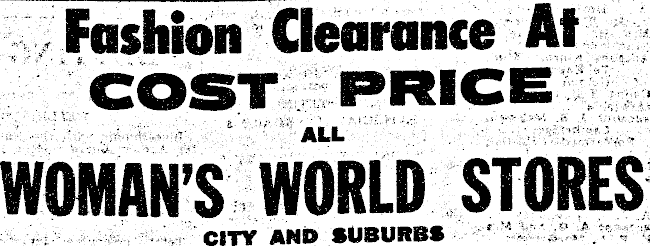 Fashion Clearance At
COST PRICE
ALL
WOMAN'S WORLD STORES
CITY AND SUBURBS